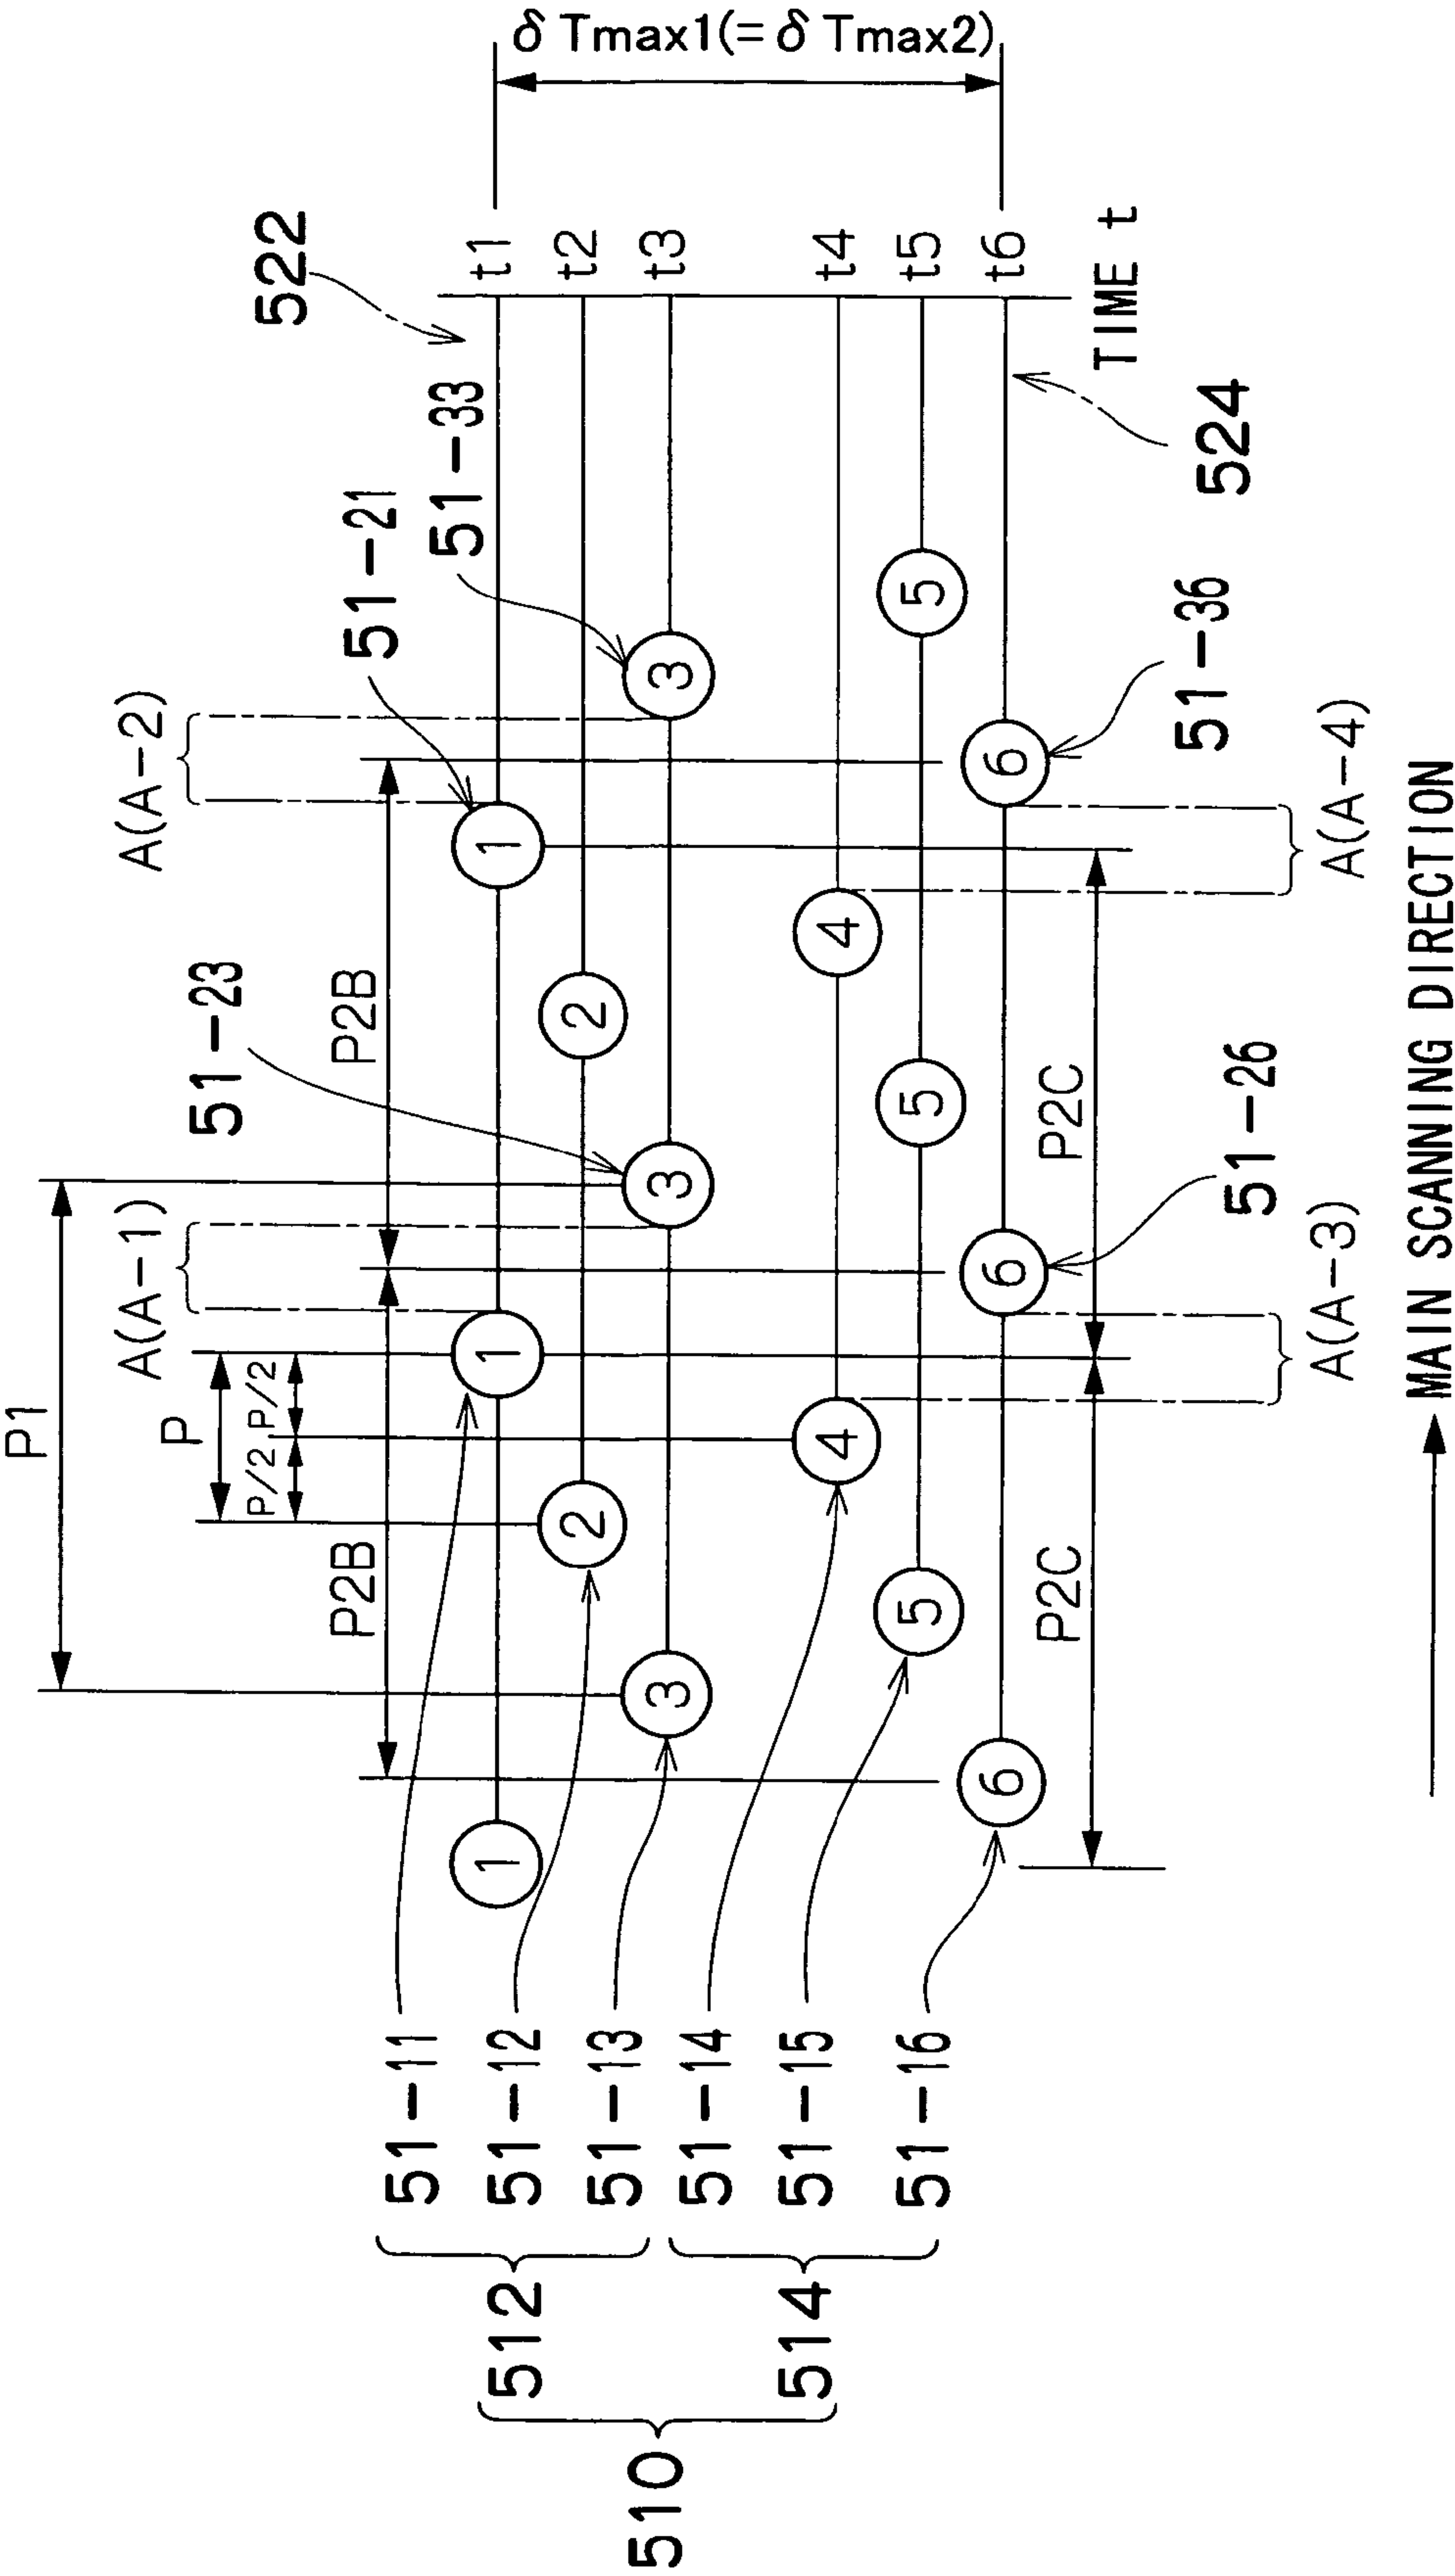 δTmax1(=δTmax2)
522
t1
t2
t3
t4
t5
t6
TIME t
524
51-33
51-21
51-36
A(A-2)
A(A-4)
3
5
6
1
4
2
5
3
6
1
4
2
5
3
6
1
P2B
51-23
P2C
51-26
A(A-1)
A(A-3)
P1
P
P/2
P/2
P2B
P2C
MAIN SCANNING DIRECTION
51-11
51-12
51-13
51-14
51-15
51-16
512
514
510